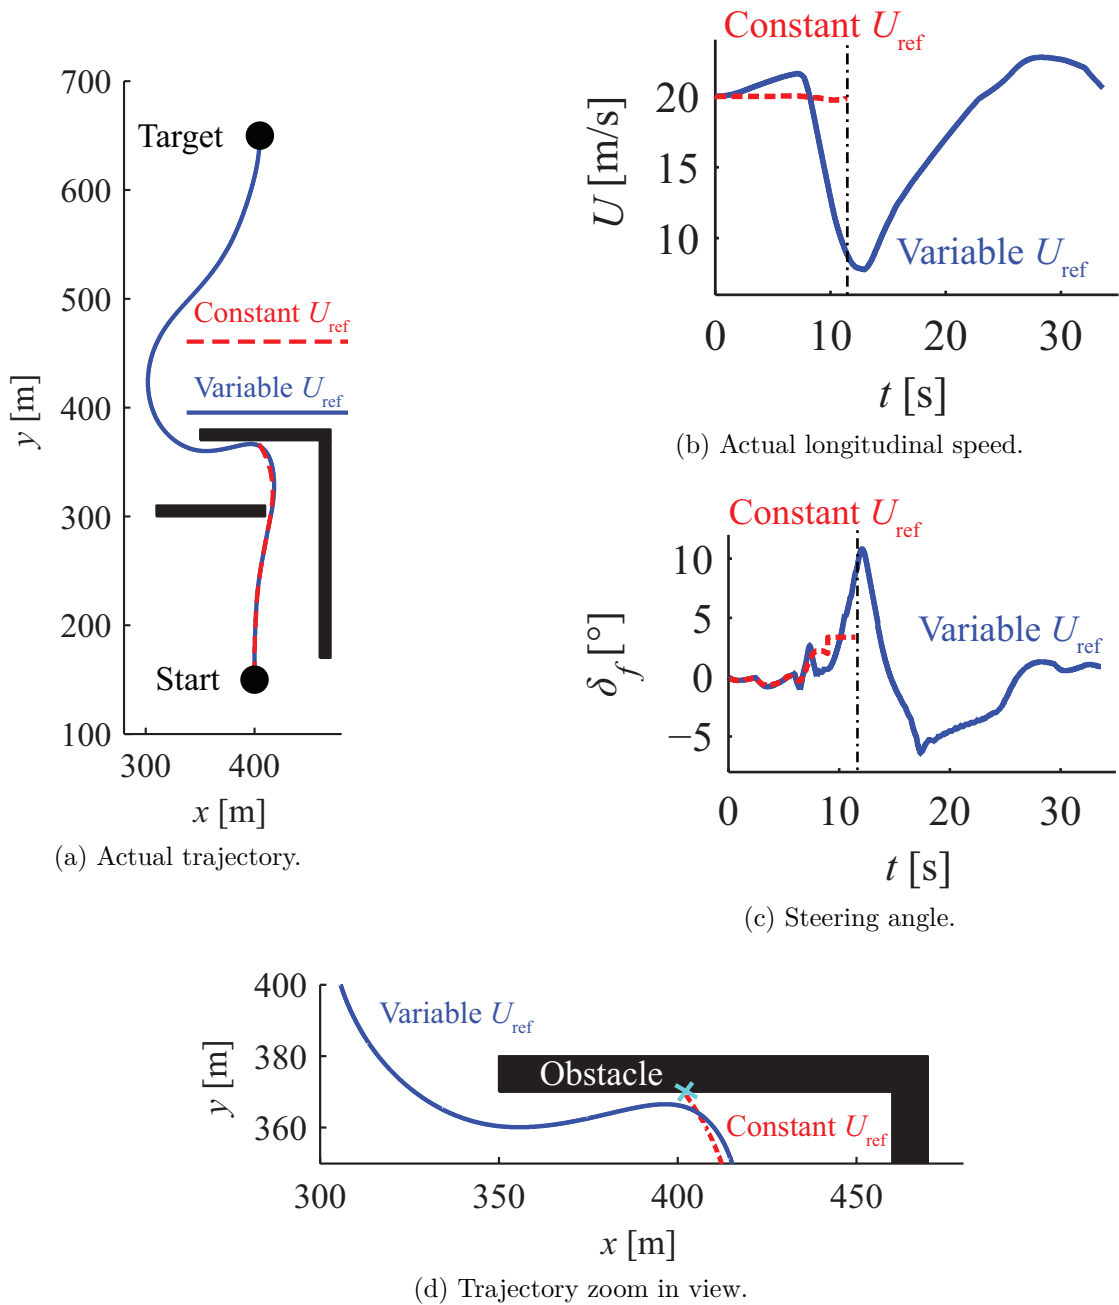 700
600
500
400
300
200
100
300 400
y [m]
x [m]
Target
Constant U_ref
Variable U_ref
Start
(a) Actual trajectory.
Constant U_ref
20
15
10
U [m/s]
Variable U_ref
0 10 20 30
t [s]
(b) Actual longitudinal speed.
Constant U_ref
10
5
0
−5
δ_f [°]
Variable U_ref
0 10 20 30
t [s]
(c) Steering angle.
400
380
360
y [m]
Variable U_ref
Obstacle
Constant U_ref
300 350 400 450
x [m]
(d) Trajectory zoom in view.